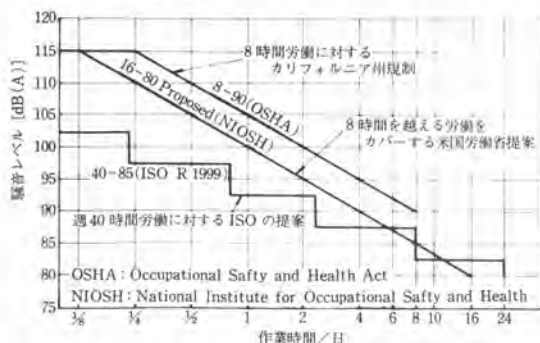 騒音レベル [dB(A)]
120
115
110
105
100
95
90
85
80
75
8時間労働に対する
カリフォルニア州規制
8-90(OSHA)
16-80 Proposed(NIOSH)
8時間を越える労働を
カバーする米国労働省提案
40-85(ISO R 1999)
週40時間労働に対するISOの提案
OSHA:Occupational Safty and Health Act
NIOSH:National Institute for Occupational Safty and Health
⅛ ¼ ½ 1 2 4 6 8 10 16 24
作業時間/H